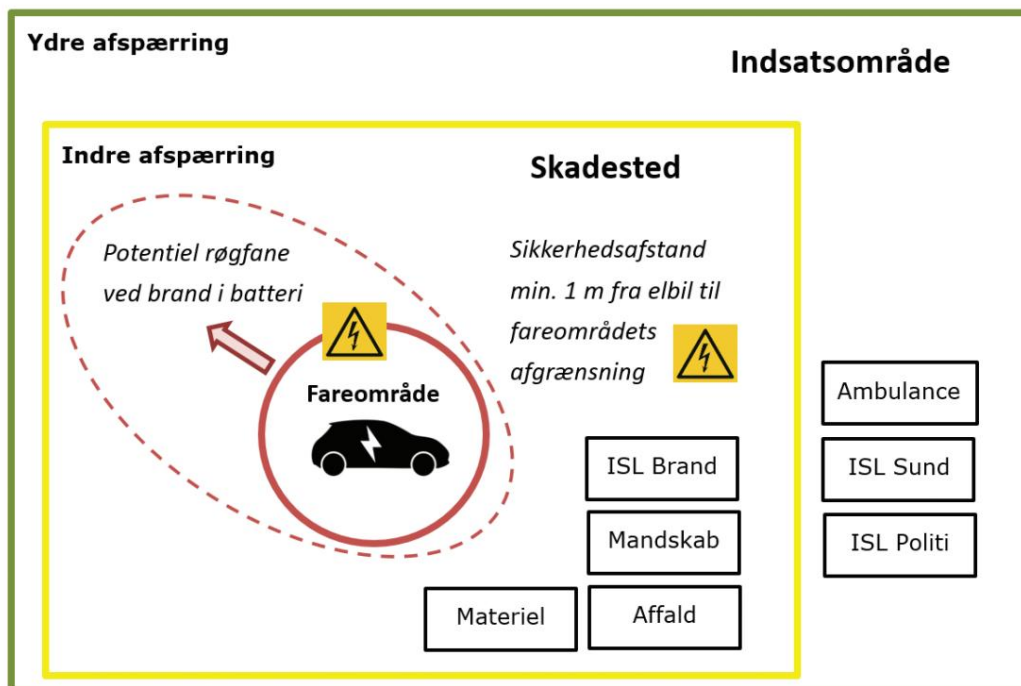 Ydre afspærring
Indsatsområde
Indre afspærring
Skadested
Potentiel røgfane
ved brand i batteri
Sikkerhedsafstand
min. 1 m fra elbil til
fareområdets
afgrænsning
Fareområde
Ambulance
ISL Brand
ISL Sund
Mandskab
ISL Politi
Materiel
Affald